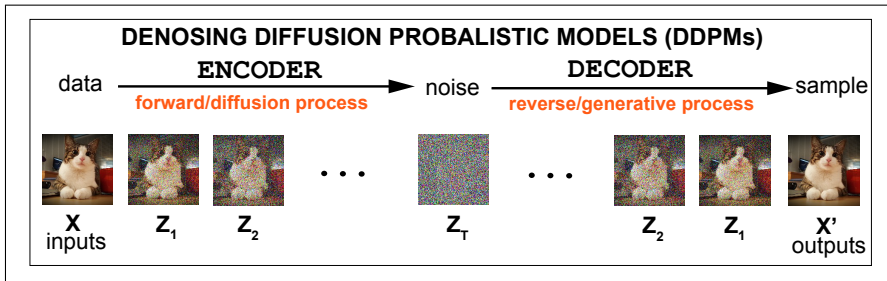 DENOSING DIFFUSION PROBALISTIC MODELS (DDPMs)
data ENCODER noise DECODER sample
forward/diffusion process reverse/generative process
. . . . . .
X Z1 Z2 ZT Z2 Z1 X'
inputs outputs